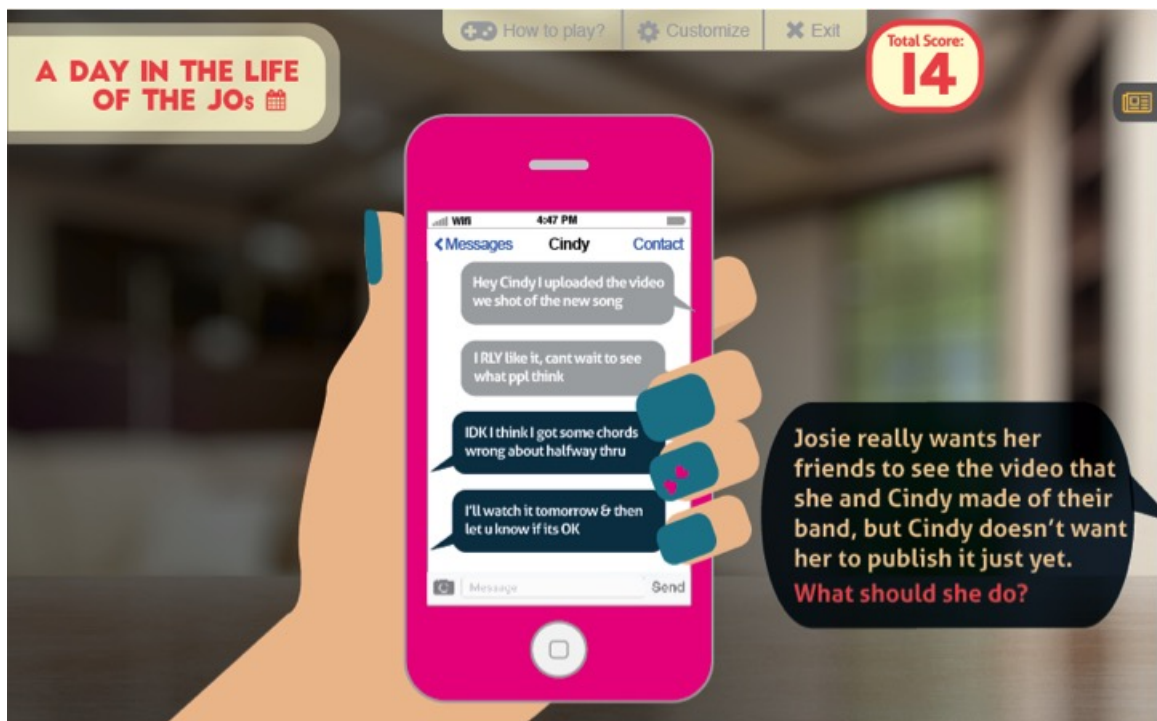 How to play?
Customize
Exit
A DAY IN THE LIFE
OF THE JOs
Total Score:
14
Wifi
4:47 PM
Messages
Cindy
Contact
Hey Cindy I uploaded the video
we shot of the new song
I RLY like it, cant wait to see
what ppl think
IDK I think I got some chords
wrong about halfway thru
I'll watch it tomorrow & then
let u know if its OK
Message
Send
Josie really wants her
friends to see the video that
she and Cindy made of their
band, but Cindy doesn't want
her to publish it just yet.
What should she do?